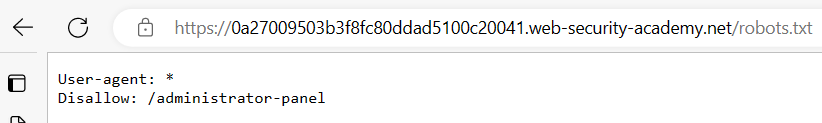 https://0a27009503b3f8fc80ddad5100c20041.web-security-academy.net/robots.txt
User-agent: *
Disallow: /administrator-panel